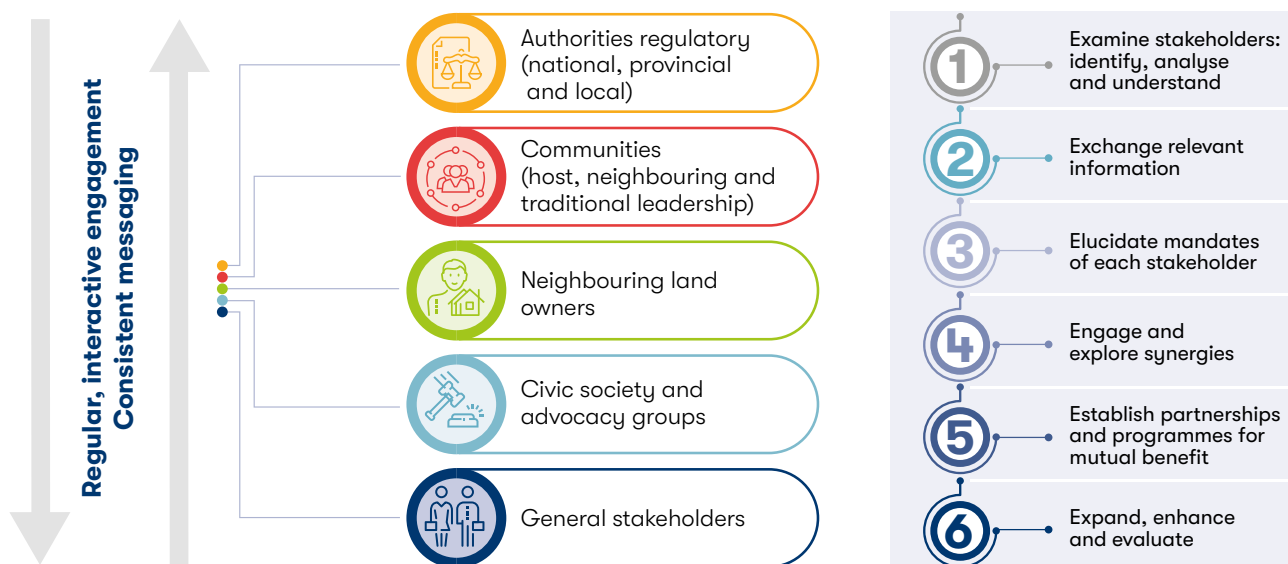 Regular, interactive engagement
Consistent messaging
Authorities regulatory
(national, provincial
and local)
Communities
(host, neighbouring and
traditional leadership)
Neighbouring land
owners
Civic society and
advocacy groups
General stakeholders
1
Examine stakeholders:
identify, analyse
and understand
2
Exchange relevant
information
3
Elucidate mandates
of each stakeholder
4
Engage and
explore synergies
5
Establish partnerships
and programmes for
mutual benefit
6
Expand, enhance
and evaluate